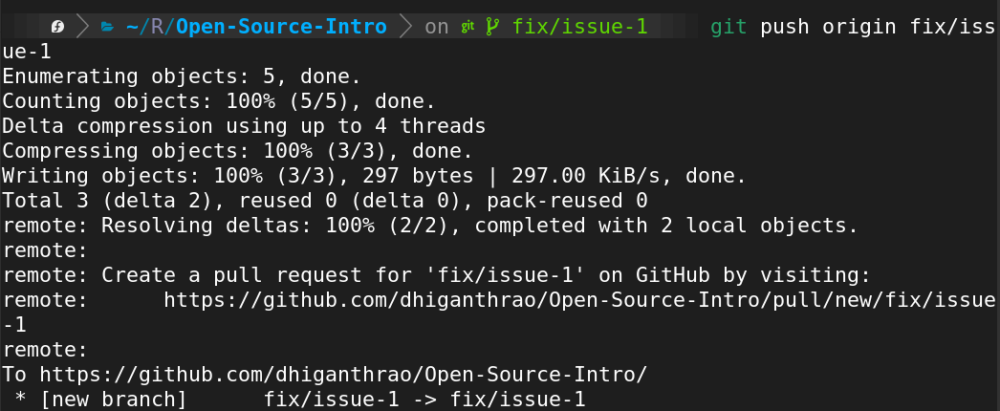 ~/R/Open-Source-Intro on git fix/issue-1 git push origin fix/iss
ue-1
Enumerating objects: 5, done.
Counting objects: 100% (5/5), done.
Delta compression using up to 4 threads
Compressing objects: 100% (3/3), done.
Writing objects: 100% (3/3), 297 bytes | 297.00 KiB/s, done.
Total 3 (delta 2), reused 0 (delta 0), pack-reused 0
remote: Resolving deltas: 100% (2/2), completed with 2 local objects.
remote:
remote: Create a pull request for 'fix/issue-1' on GitHub by visiting:
remote:      https://github.com/dhiganthrao/Open-Source-Intro/pull/new/fix/issue
-1
remote:
To https://github.com/dhiganthrao/Open-Source-Intro/
 * [new branch]      fix/issue-1 -> fix/issue-1